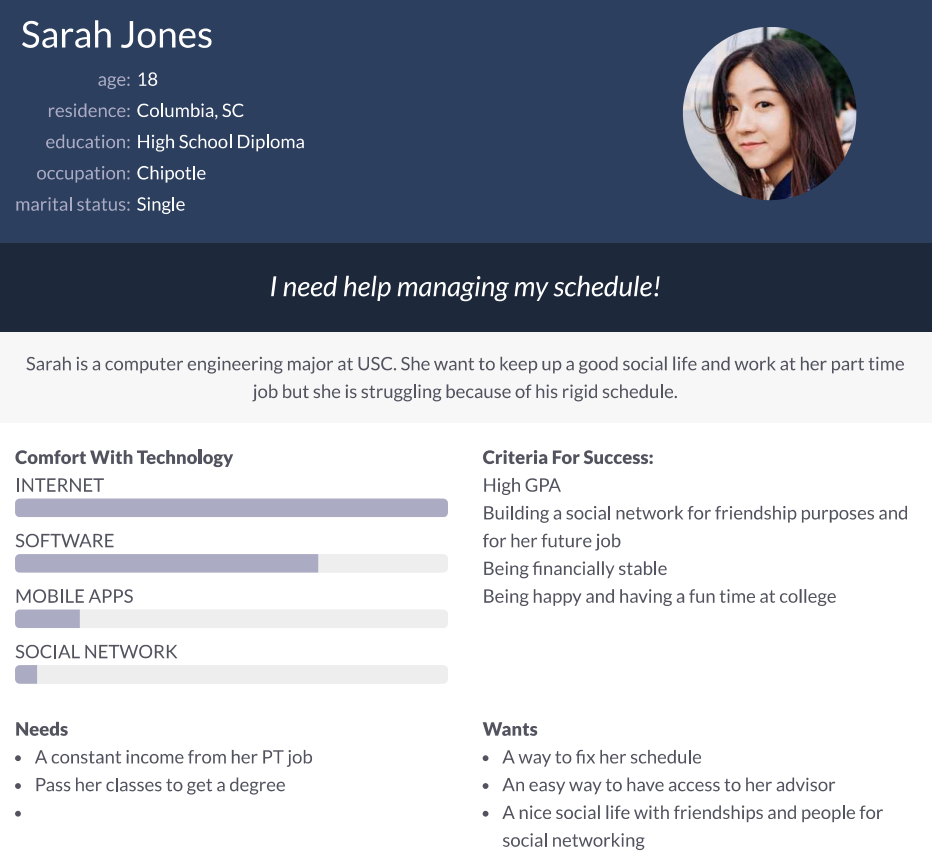 Sarah Jones
age: 18
residence: Columbia, SC
education: High School Diploma
occupation: Chipotle
marital status: Single
I need help managing my schedule!
Sarah is a computer engineering major at USC. She want to keep up a good social life and work at her part time
job but she is struggling because of his rigid schedule.
Comfort With Technology
INTERNET
SOFTWARE
MOBILE APPS
SOCIAL NETWORK
Criteria For Success:
High GPA
Building a social network for friendship purposes and
for her future job
Being financially stable
Being happy and having a fun time at college
Needs
• A constant income from her PT job
• Pass her classes to get a degree
•
Wants
• A way to fix her schedule
• An easy way to have access to her advisor
• A nice social life with friendships and people for
social networking